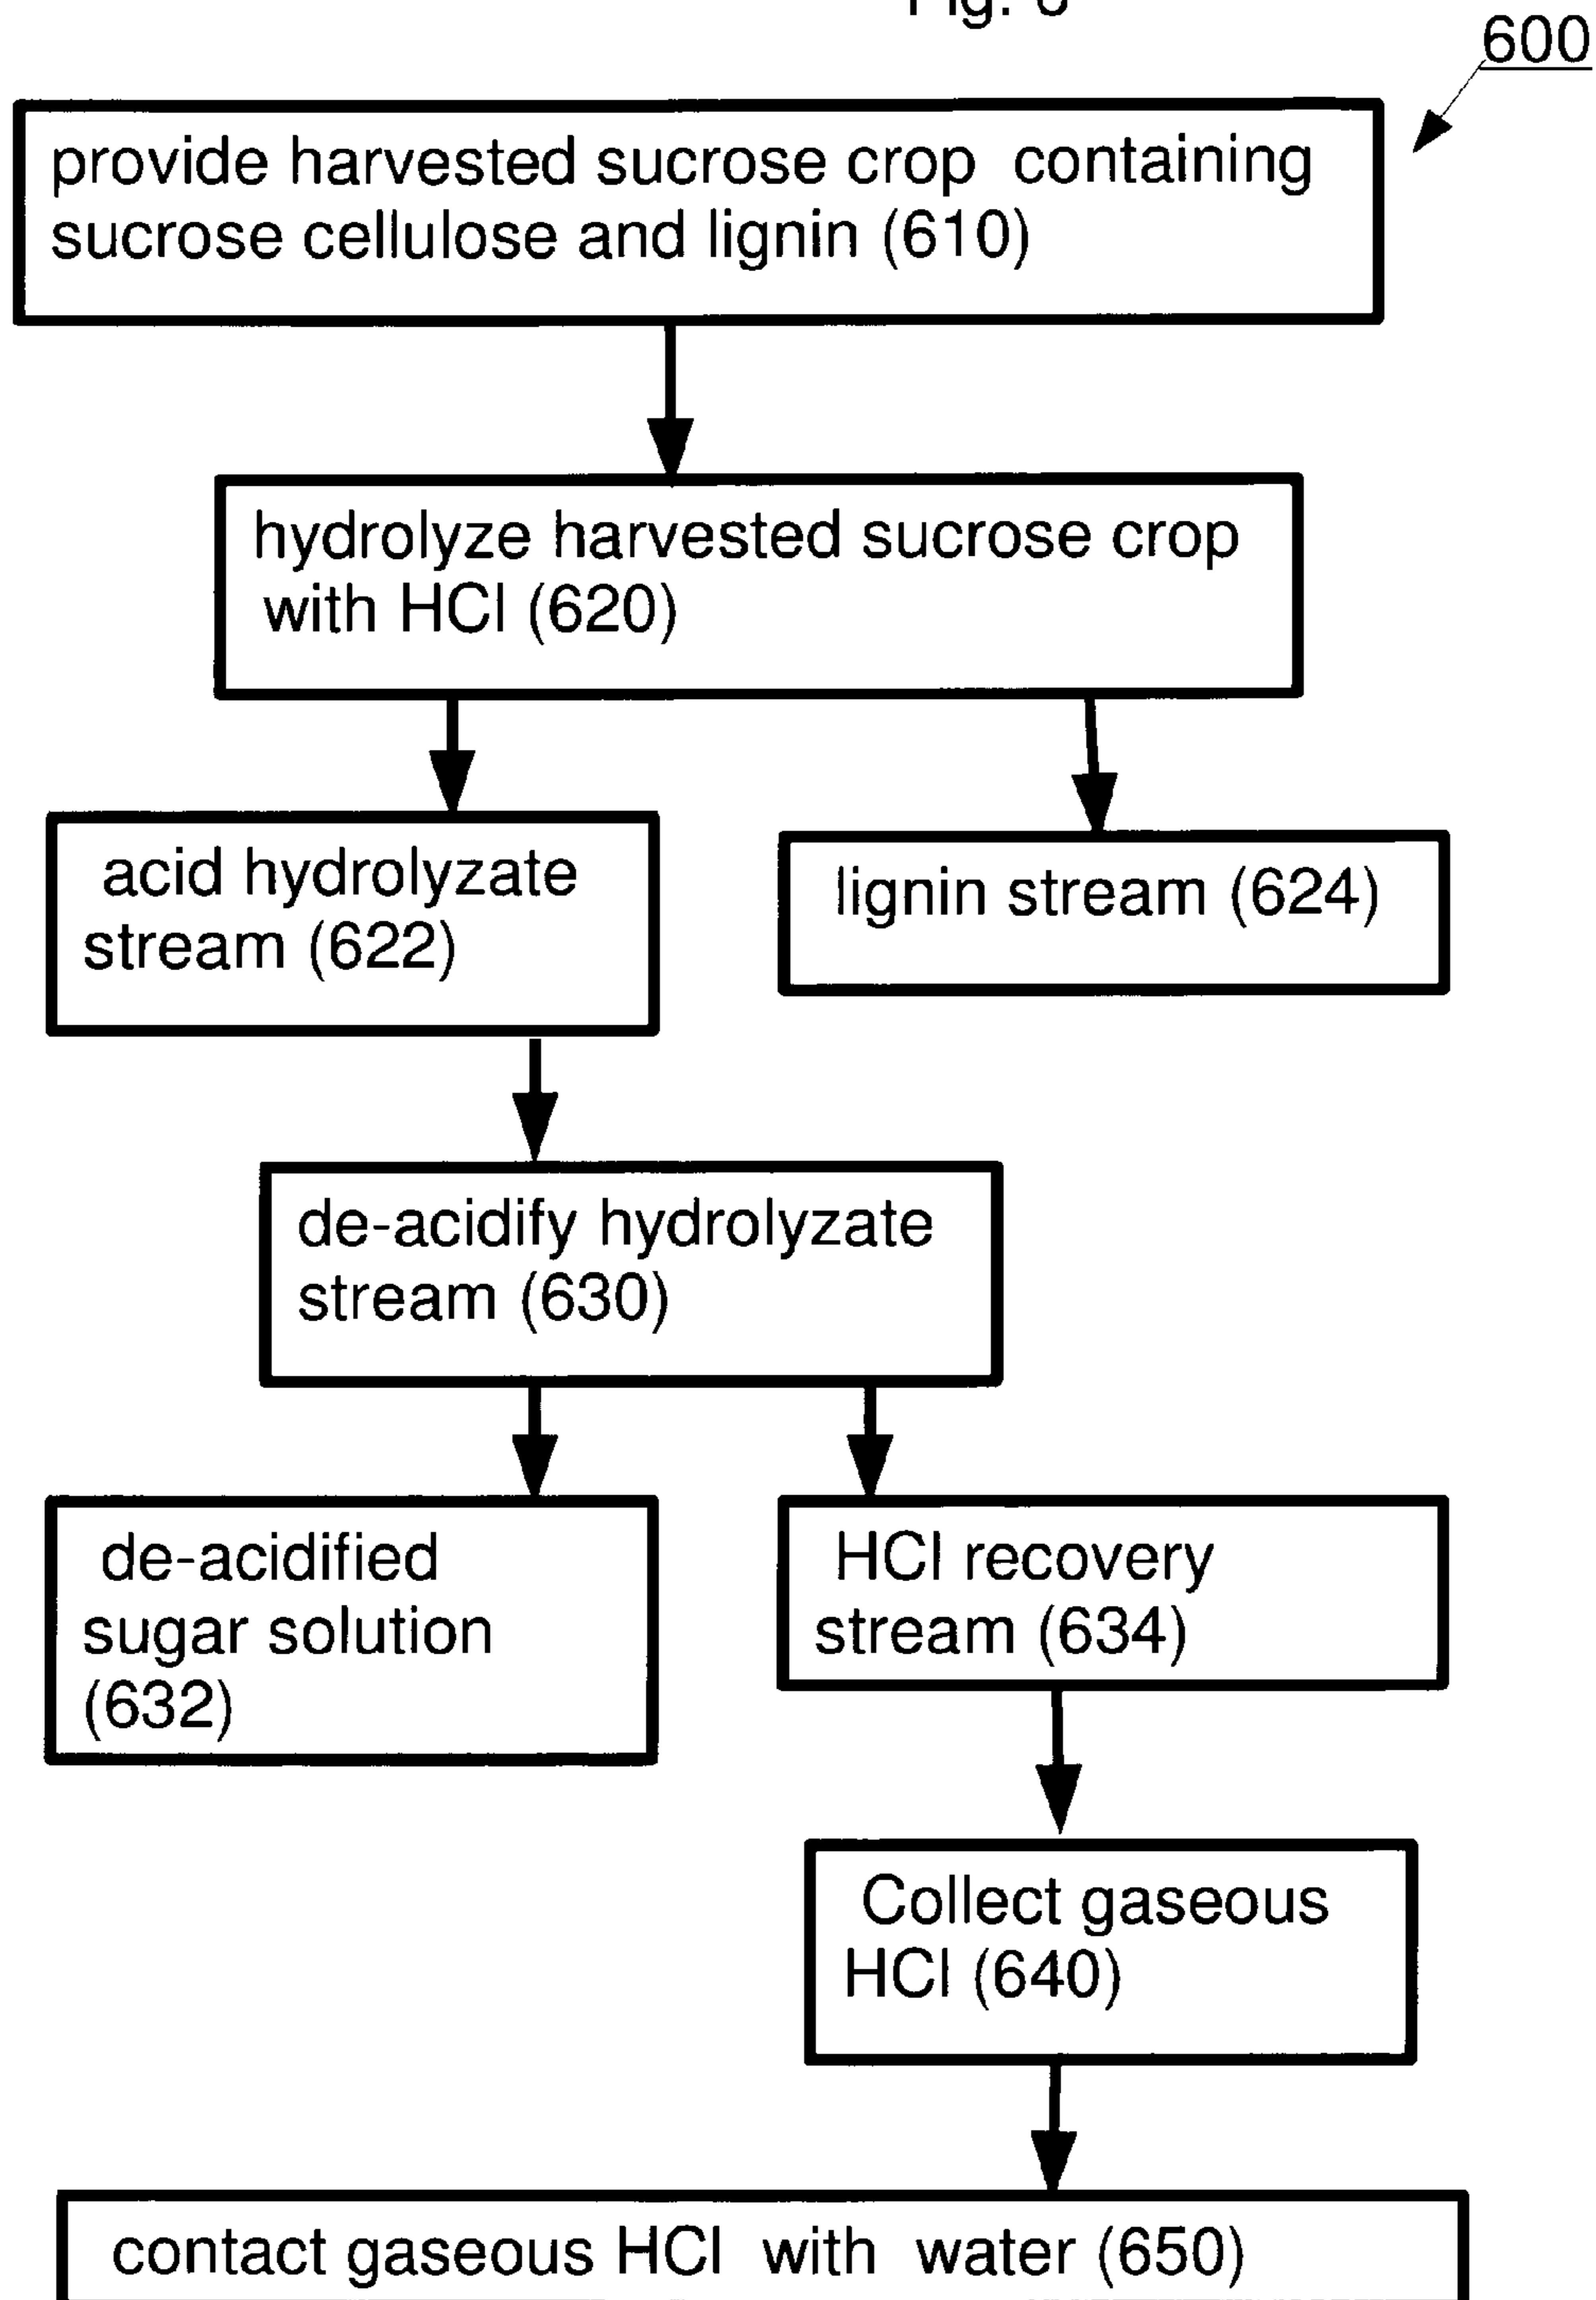 600
provide harvested sucrose crop containing
sucrose cellulose and lignin (610)
hydrolyze harvested sucrose crop
with HCl (620)
acid hydrolyzate
stream (622)
lignin stream (624)
de-acidify hydrolyzate
stream (630)
de-acidified
sugar solution
(632)
HCl recovery
stream (634)
Collect gaseous
HCl (640)
contact gaseous HCl with water (650)